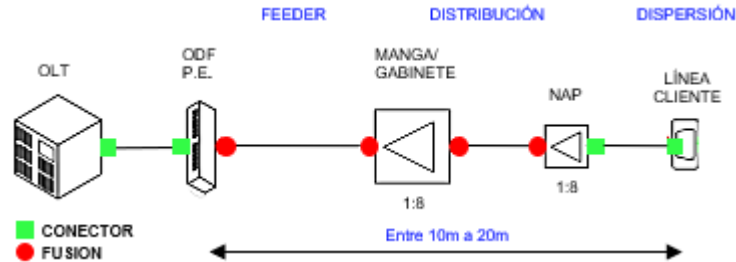 FEEDER
DISTRIBUCIÓN
DISPERSIÓN
OLT
ODF
P.E.
MANGA/
GABINETE
NAP
LÍNEA
CLIENTE
1:8
1:8
CONECTOR
FUSION
Entre 10m a 20m